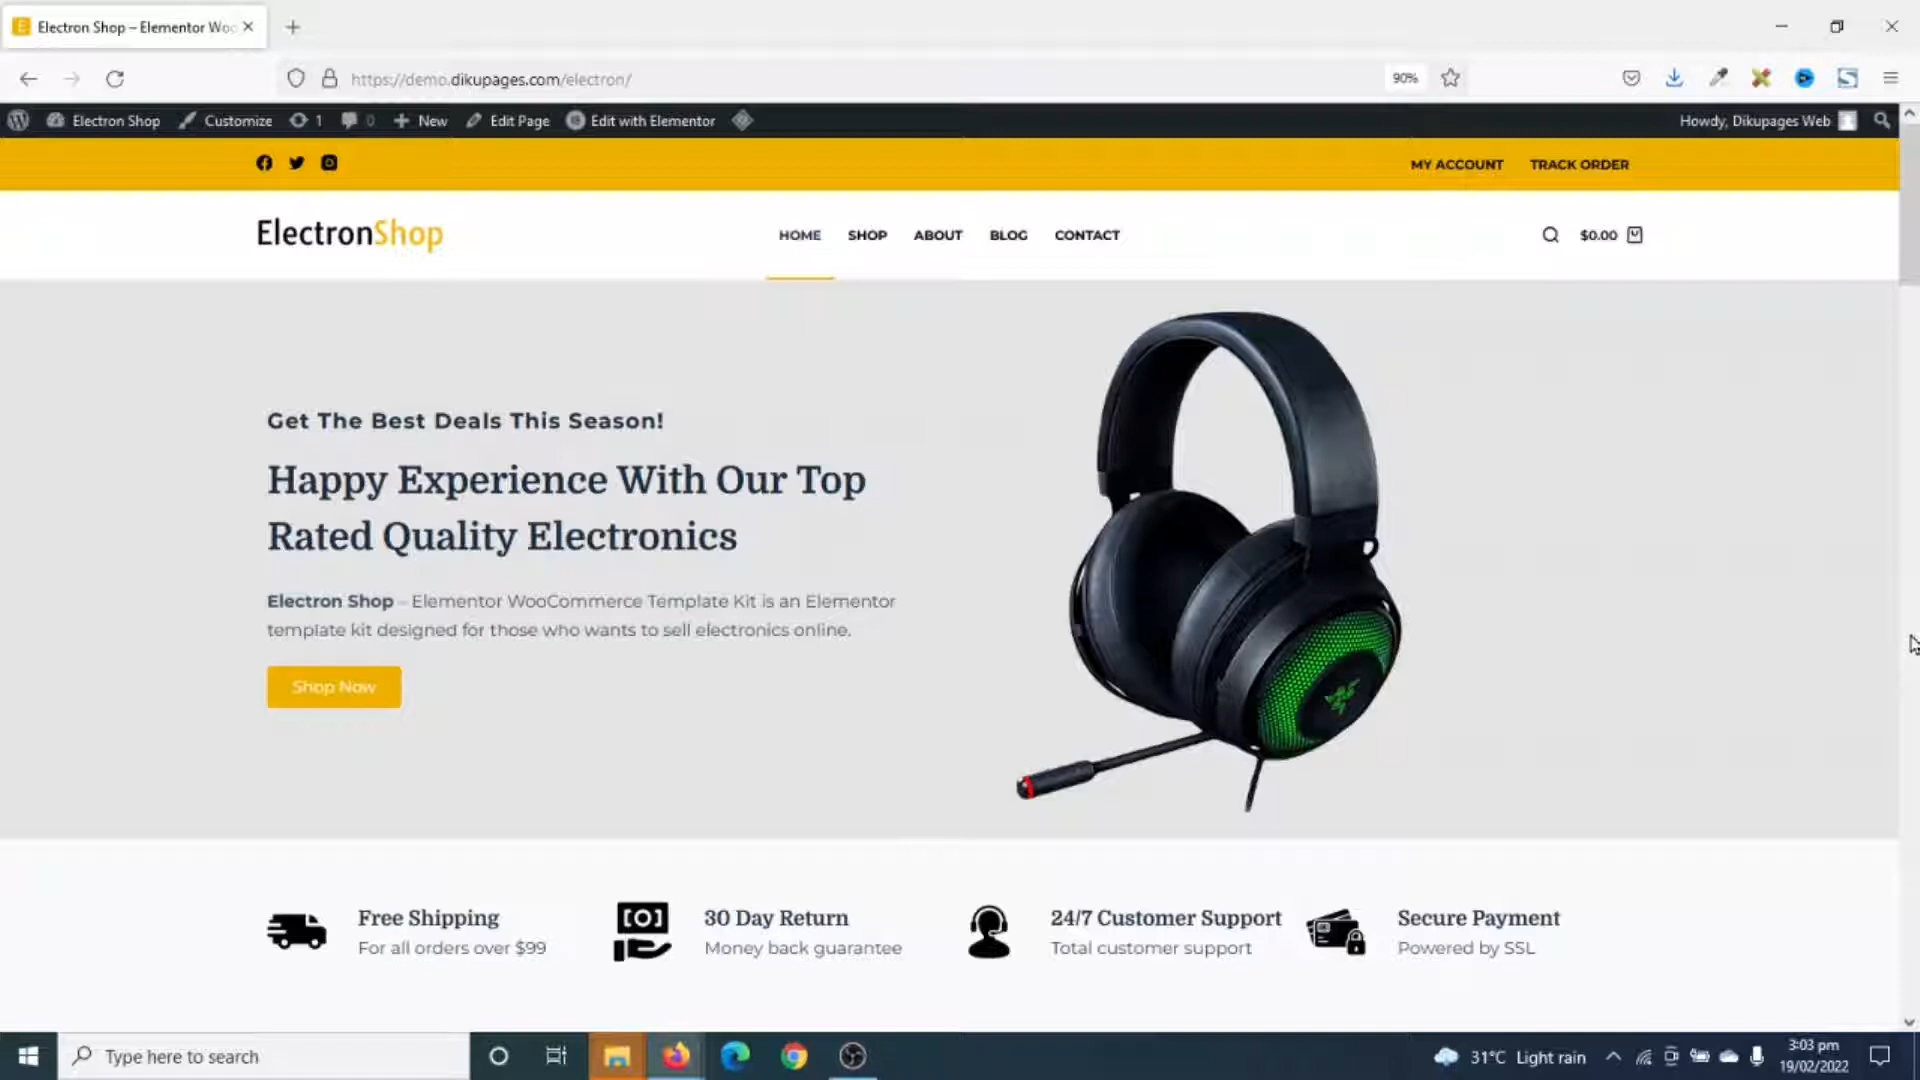 Electron Shop – Elementor Woo
https://demo.dikupages.com/electron/
90%
Electron Shop
Customize
1
0
New
Edit Page
Edit with Elementor
Howdy, Dikupages Web
MY ACCOUNT
TRACK ORDER
ElectronShop
HOME
SHOP
ABOUT
BLOG
CONTACT
$0.00
Get The Best Deals This Season!
Happy Experience With Our Top
Rated Quality Electronics
Electron Shop – Elementor WooCommerce Template Kit is an Elementor
template kit designed for those who wants to sell electronics online.
Shop Now
Free Shipping
For all orders over $99
30 Day Return
Money back guarantee
24/7 Customer Support
Total customer support
Secure Payment
Powered by SSL
Type here to search
31°C Light rain
3:03 pm
19/02/2022